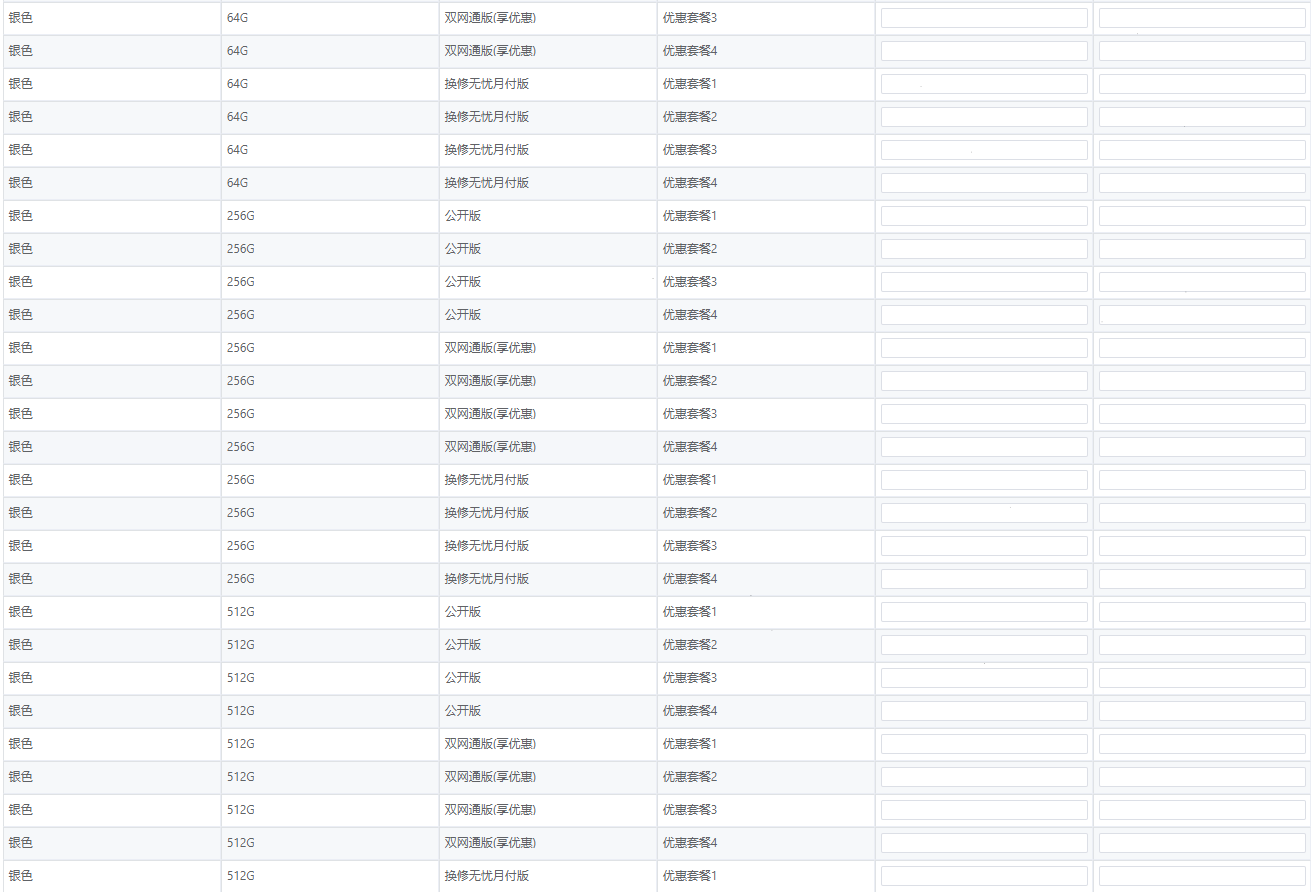 银色 64G 双网通版(享优惠) 优惠套餐3
银色 64G 双网通版(享优惠) 优惠套餐4
银色 64G 换修无忧月付版 优惠套餐1
银色 64G 换修无忧月付版 优惠套餐2
银色 64G 换修无忧月付版 优惠套餐3
银色 64G 换修无忧月付版 优惠套餐4
银色 256G 公开版 优惠套餐1
银色 256G 公开版 优惠套餐2
银色 256G 公开版 优惠套餐3
银色 256G 公开版 优惠套餐4
银色 256G 双网通版(享优惠) 优惠套餐1
银色 256G 双网通版(享优惠) 优惠套餐2
银色 256G 双网通版(享优惠) 优惠套餐3
银色 256G 双网通版(享优惠) 优惠套餐4
银色 256G 换修无忧月付版 优惠套餐1
银色 256G 换修无忧月付版 优惠套餐2
银色 256G 换修无忧月付版 优惠套餐3
银色 256G 换修无忧月付版 优惠套餐4
银色 512G 公开版 优惠套餐1
银色 512G 公开版 优惠套餐2
银色 512G 公开版 优惠套餐3
银色 512G 公开版 优惠套餐4
银色 512G 双网通版(享优惠) 优惠套餐1
银色 512G 双网通版(享优惠) 优惠套餐2
银色 512G 双网通版(享优惠) 优惠套餐3
银色 512G 双网通版(享优惠) 优惠套餐4
银色 512G 换修无忧月付版 优惠套餐1